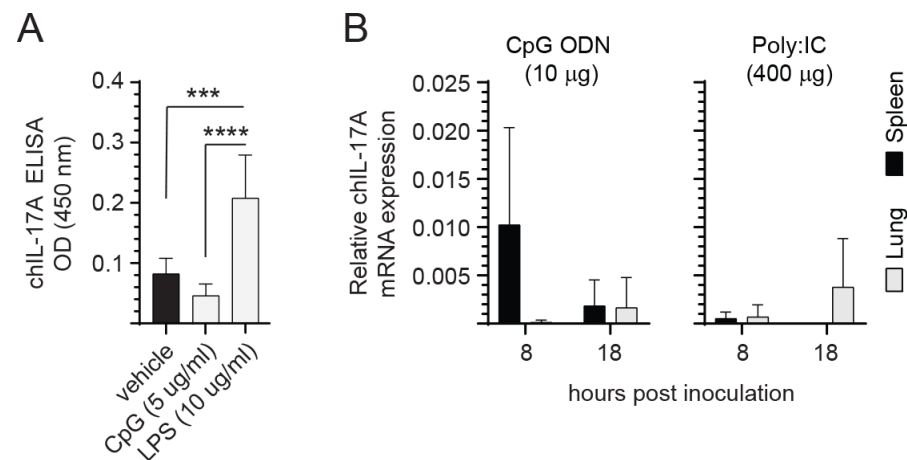 A
chIL-17A ELISA
OD (450 nm)
0.4
0.3
0.2
0.1
***
****
vehicle
CpG (5 ug/ml)
LPS (10 ug/ml)
B
CpG ODN
(10 µg)
Poly:IC
(400 µg)
Relative chIL-17A
mRNA expression
0.025
0.020
0.010
0.010
0.005
8
18
8
18
hours post inoculation
Spleen
Lung